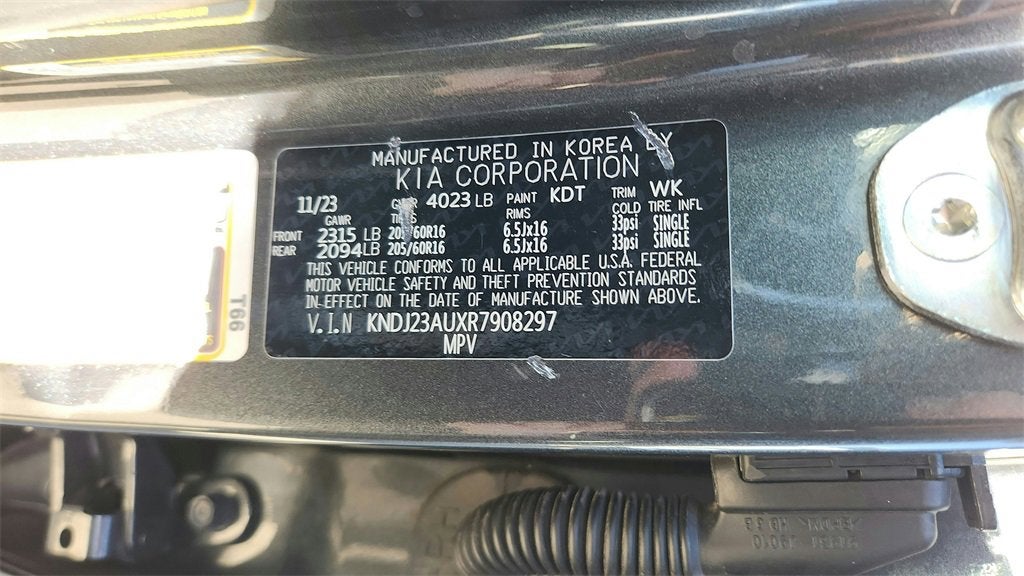 MANUFACTURED IN KOREA BY
KIA CORPORATION
11/23 GVWR 4023 LB PAINT KDT TRIM WK
GAWR TIRES RIMS COLD TIRE INFL
FRONT 2315 LB 205/60R16 6.5Jx16 33psi SINGLE
REAR 2094 LB 205/60R16 6.5Jx16 33psi SINGLE
THIS VEHICLE CONFORMS TO ALL APPLICABLE U.S.A. FEDERAL
MOTOR VEHICLE SAFETY AND THEFT PREVENTION STANDARDS
IN EFFECT ON THE DATE OF MANUFACTURE SHOWN ABOVE.
V.I.N KNDJ23AUXR7908297
MPV
T66